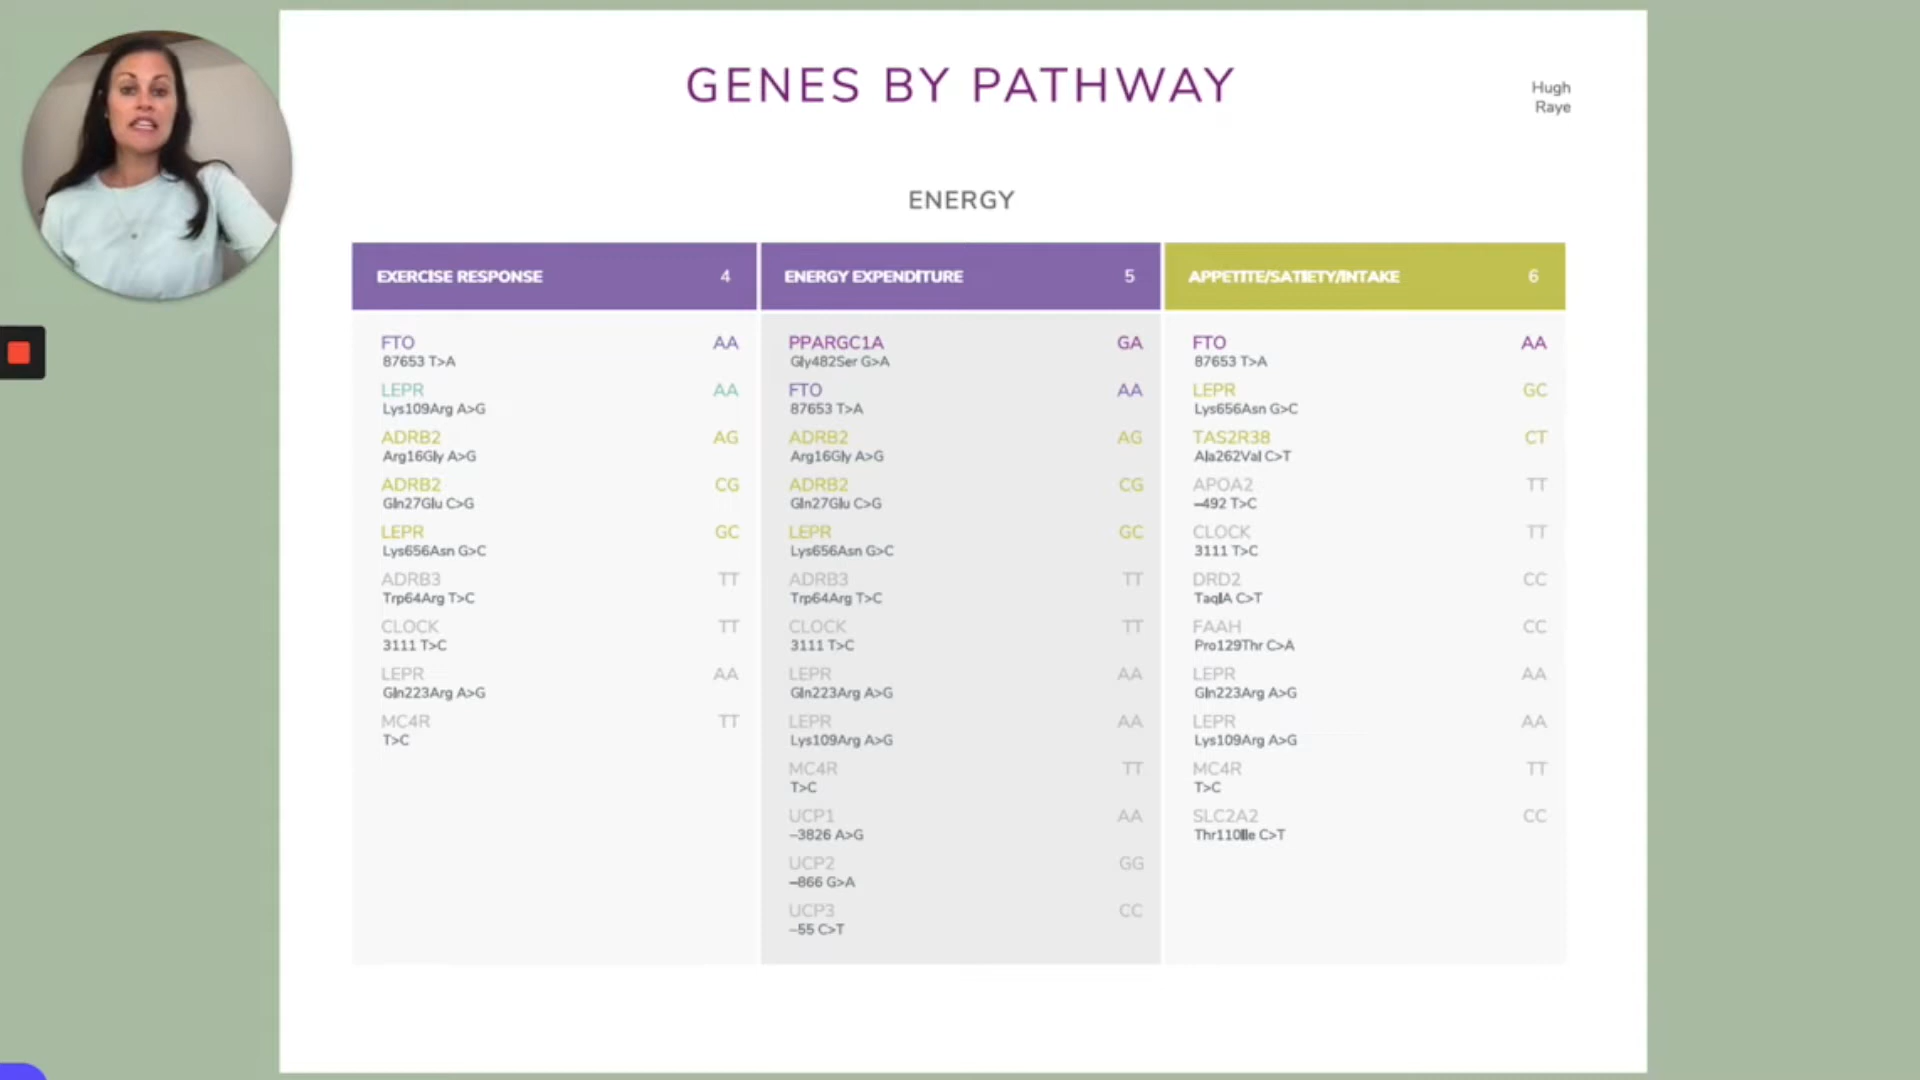 GENES BY PATHWAY
Hugh
Raye
ENERGY
EXERCISE RESPONSE 4
FTO AA
87653 T>A
LEPR AA
Lys109Arg A>G
ADRB2 AG
Arg16Gly A>G
ADRB2 CG
Gln27Glu C>G
LEPR GC
Lys656Asn G>C
ADRB3 TT
Trp64Arg T>C
CLOCK TT
3111 T>C
LEPR AA
Gln223Arg A>G
MC4R TT
T>C
ENERGY EXPENDITURE 5
PPARGC1A GA
Gly482Ser G>A
FTO AA
87653 T>A
ADRB2 AG
Arg16Gly A>G
ADRB2 CG
Gln27Glu C>G
LEPR GC
Lys656Asn G>C
ADRB3 TT
Trp64Arg T>C
CLOCK TT
3111 T>C
LEPR AA
Gln223Arg A>G
LEPR AA
Lys109Arg A>G
MC4R TT
T>C
UCP1 AA
–3826 A>G
UCP2 GG
–866 G>A
UCP3 CC
–55 C>T
APPETITE/SATIETY/INTAKE 6
FTO AA
87653 T>A
LEPR GC
Lys656Asn G>C
TAS2R38 CT
Ala262Val C>T
APOA2 TT
–492 T>C
CLOCK TT
3111 T>C
DRD2 CC
TaqIA C>T
FAAH CC
Pro129Thr C>A
LEPR AA
Gln223Arg A>G
LEPR AA
Lys109Arg A>G
MC4R TT
T>C
SLC2A2 CC
Thr110Ile C>T